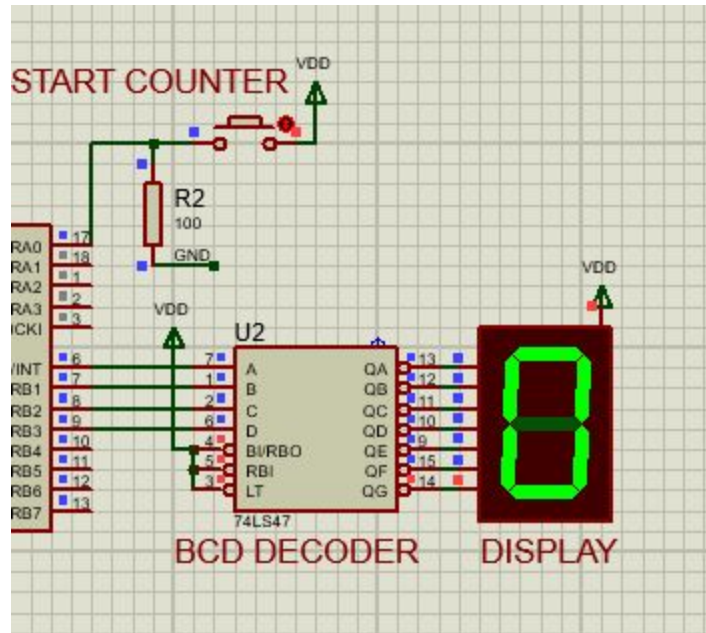 VDD
START COUNTER
R2
100
GND
17
RA0
18
RA1
1
RA2
2
RA3
3
OCKI
VDD
U2
6
/INT
7
RB1
8
RB2
9
RB3
10
RB4
11
RB5
12
RB6
13
RB7
7 A QA 13
1 B QB 12
2 C QC 11
6 D QD 10
4 BI/RBO QE 9
5 RBI QF 15
3 LT QG 14
74LS47
VDD
0
BCD DECODER
DISPLAY